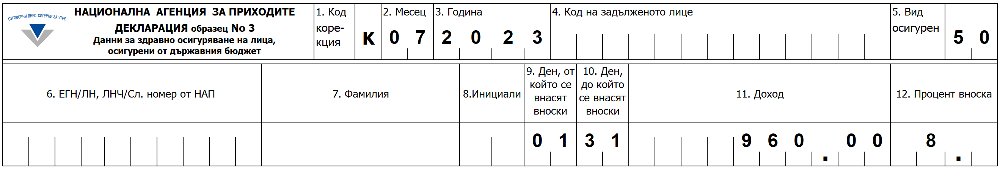 ОТГОВОРНИ ДНЕС. СИГУРНИ ЗА УТРЕ.
НАЦИОНАЛНА АГЕНЦИЯ ЗА ПРИХОДИТЕ
ДЕКЛАРАЦИЯ образец No 3
Данни за здравно осигуряване на лица,
осигурени от държавния бюджет
1. Код
коре-
кция
К
2. Месец
0 7
3. Година
2 0 2 3
4. Код на задълженото лице
5. Вид
осигурен
5 0
6. ЕГН/ЛН, ЛНЧ/Сл. номер от НАП
7. Фамилия
8.Инициали
9. Ден, от
който се
внасят
вноски
10. Ден,
до който
се внасят
вноски
11. Доход
12. Процент вноска
0 1
3 1
9 6 0 . 0 0
8 .